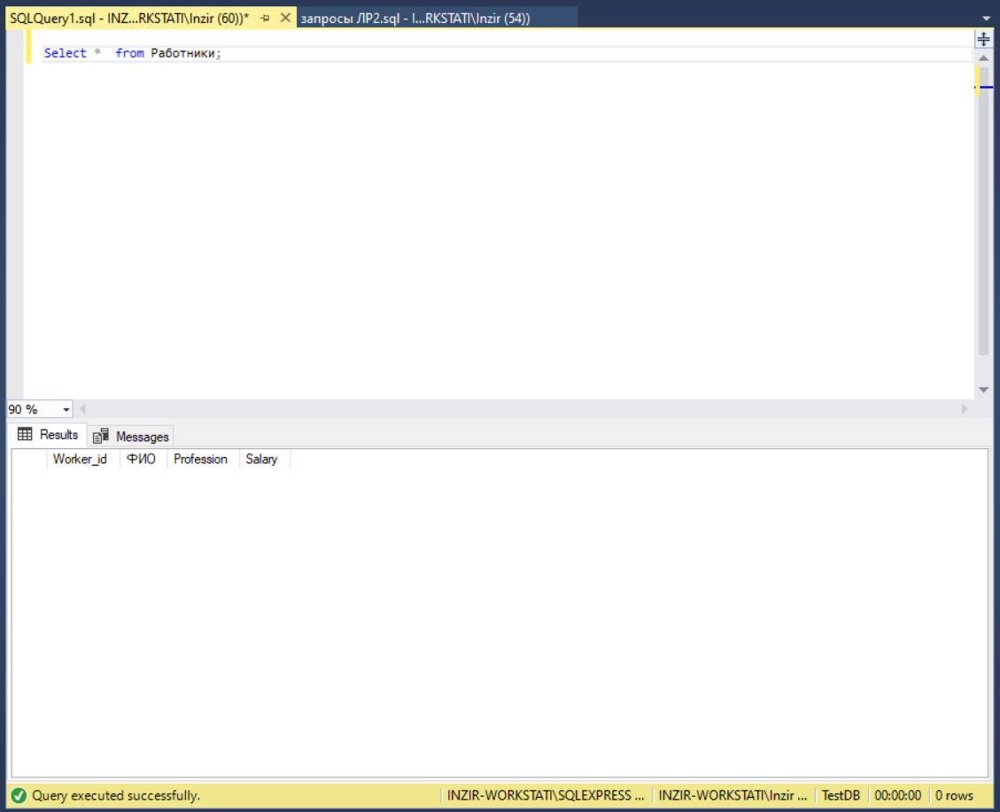 SQLQuery1.sql - INZ...RKSTATI\Inzir (60))* запросы ЛР2.sql - I...RKSTATI\Inzir (54))
Select * from Работники;
90 %
Results Messages
Worker_id ФИО Profession Salary
Query executed successfully. INZIR-WORKSTATI\SQLEXPRESS ... INZIR-WORKSTATI\Inzir ... TestDB 00:00:00 0 rows